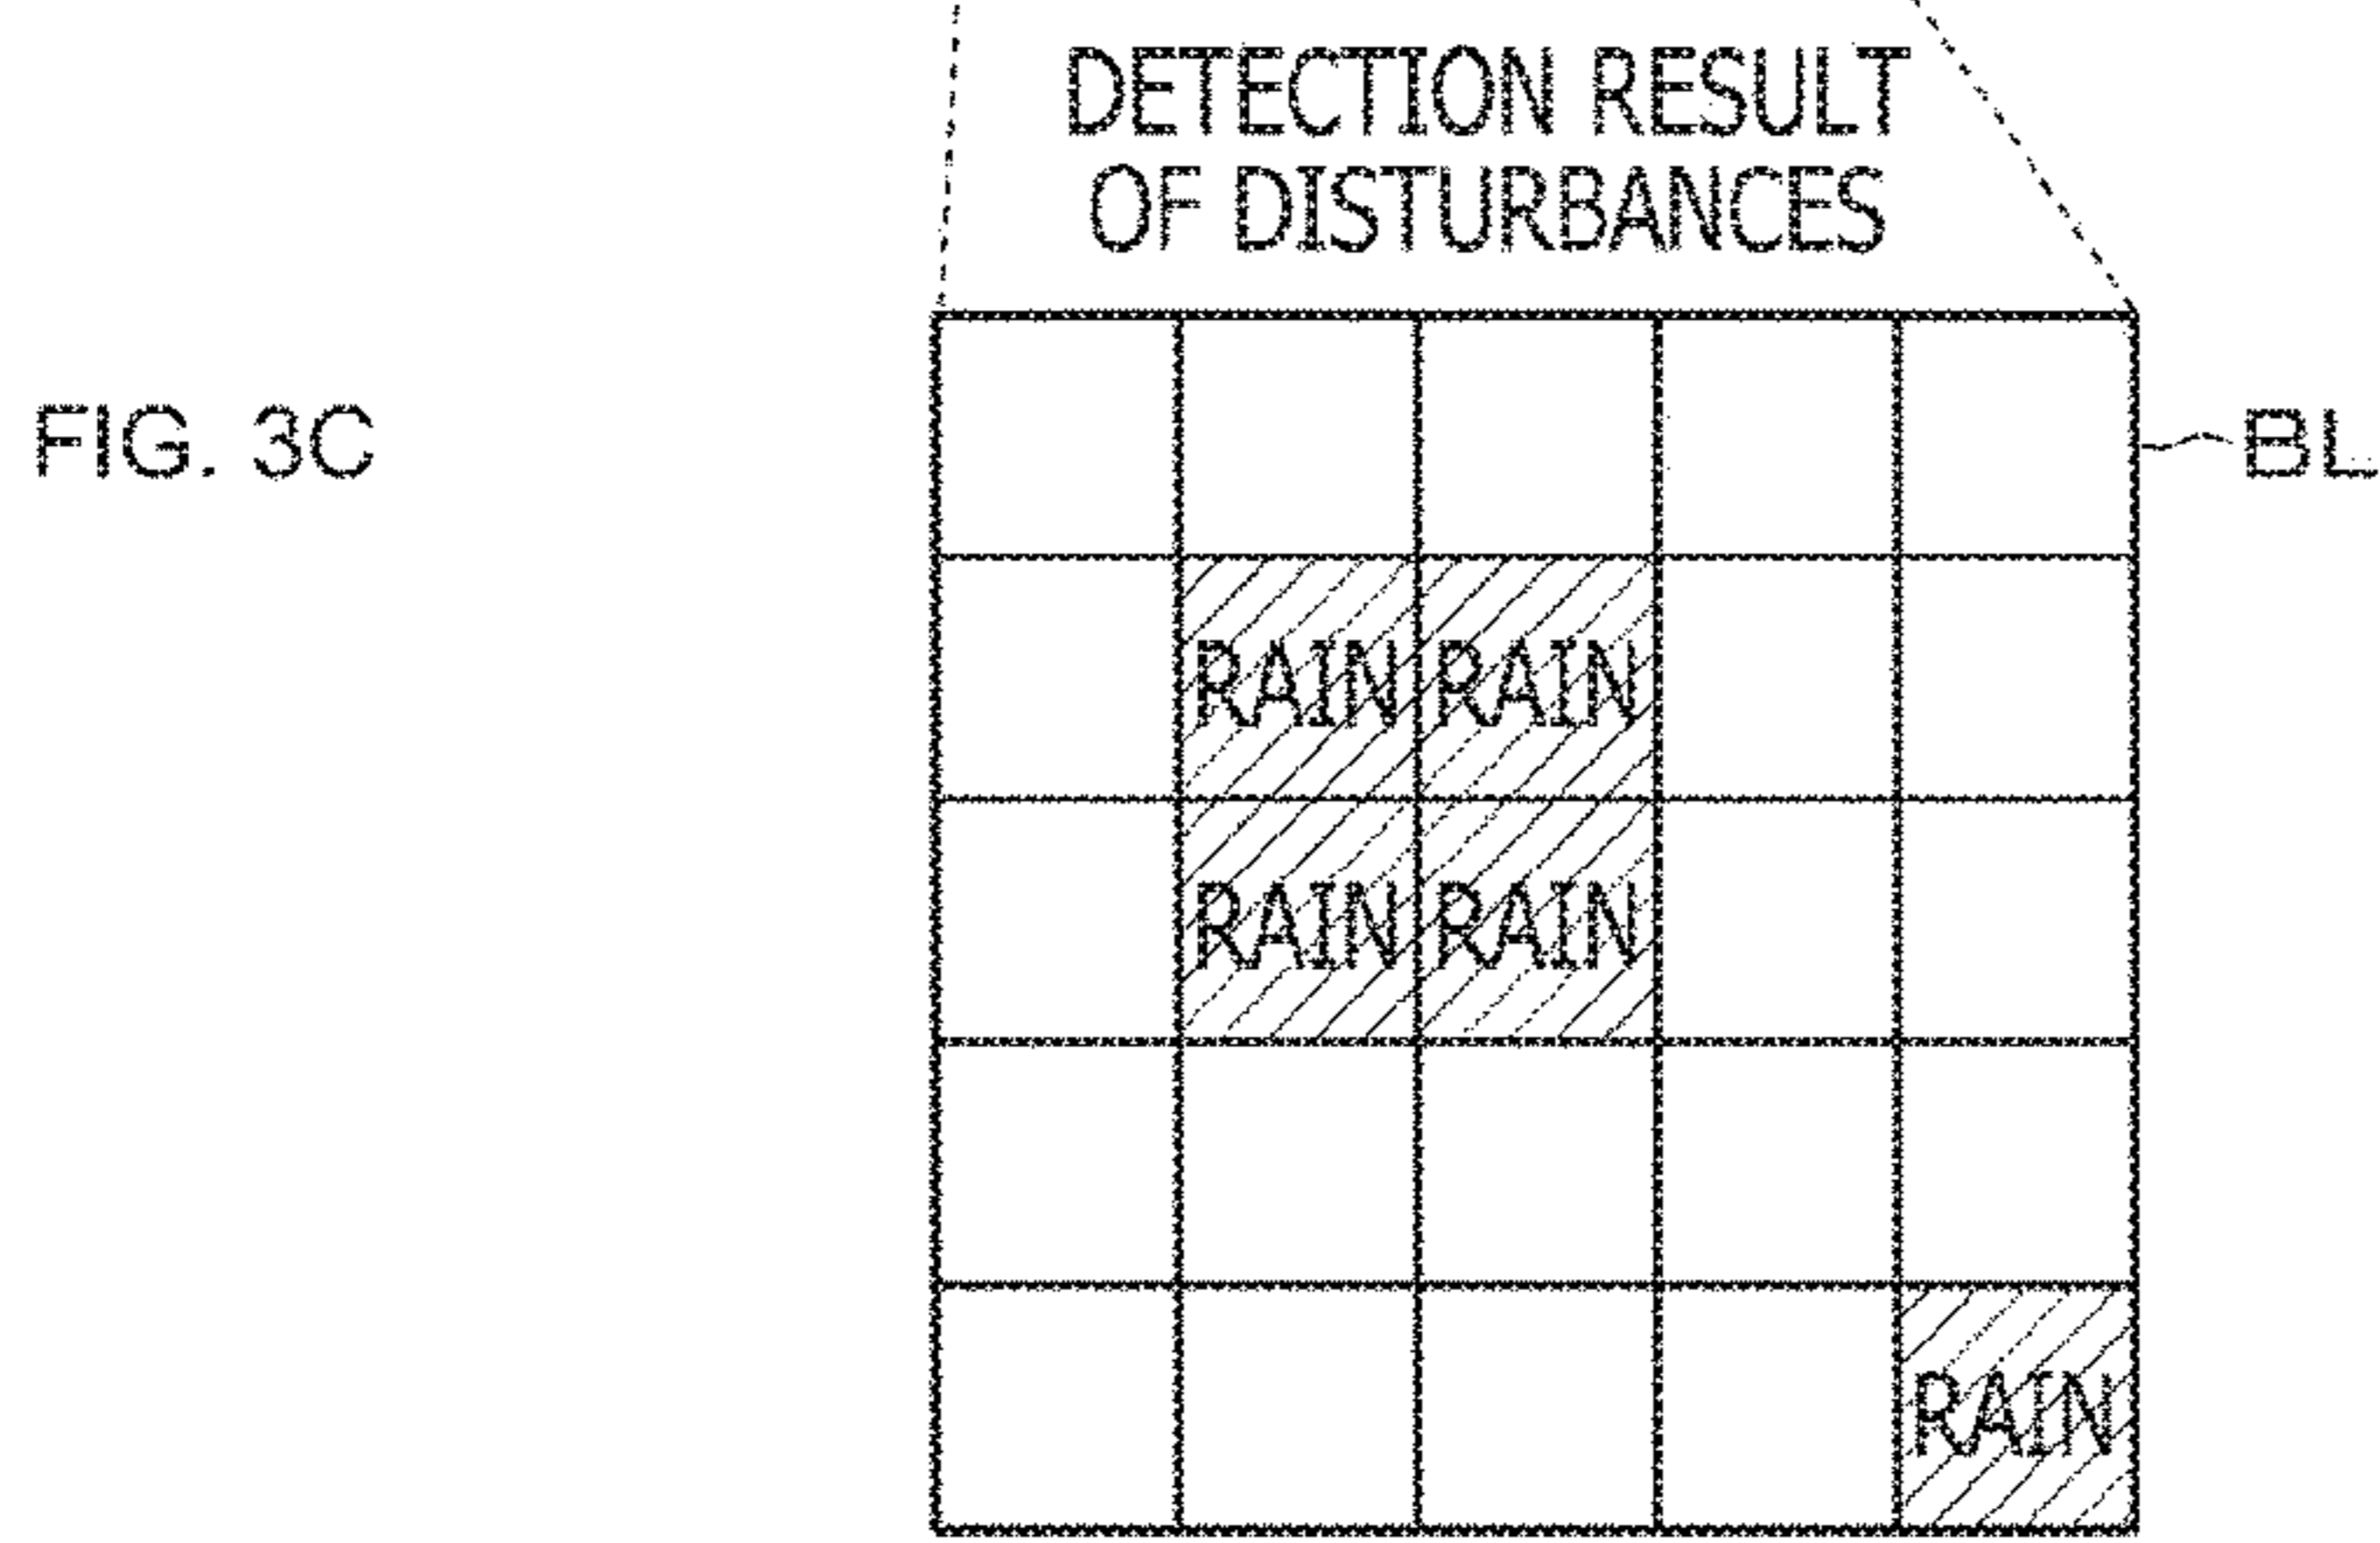 DETECTION RESULT
OF DISTURBANCES
FIG. 3C
BL
RAIN RAIN
RAIN RAIN
RAIN